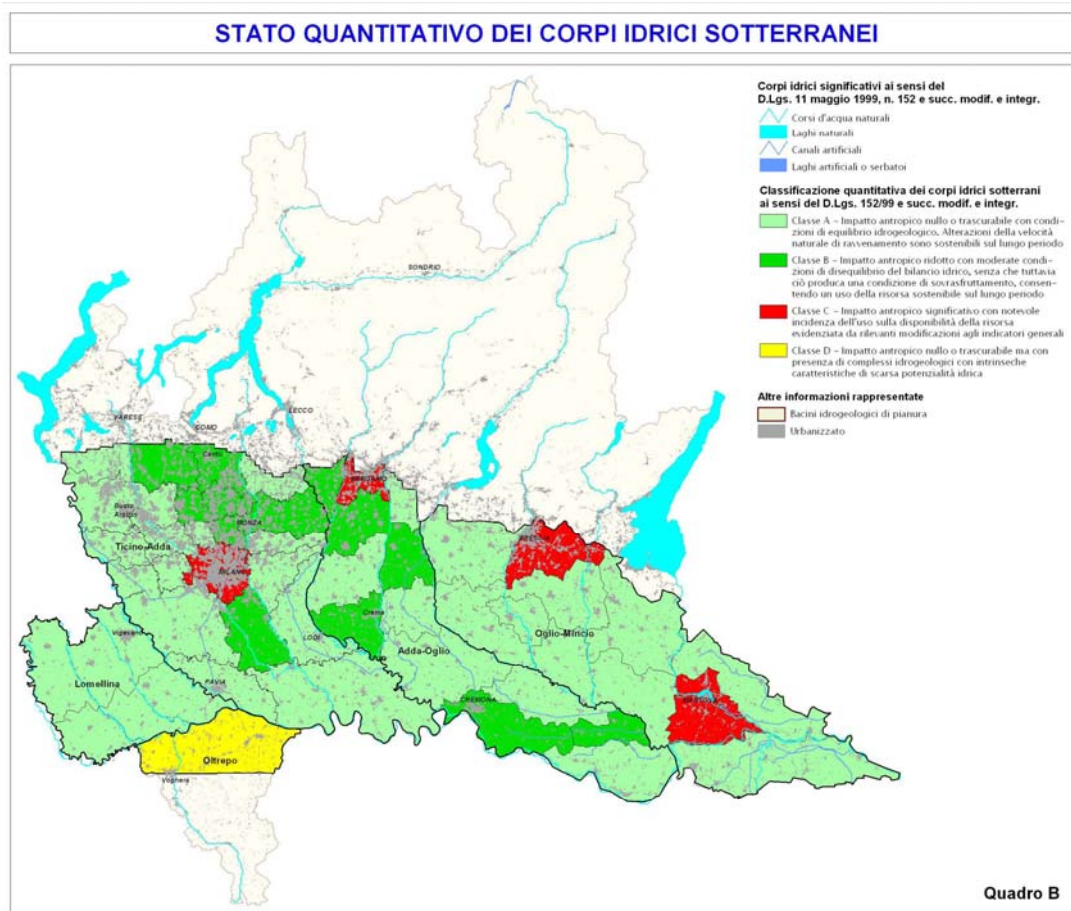 STATO QUANTITATIVO DEI CORPI IDRICI SOTTERRANEI
Corpi idrici significativi ai sensi del
D.Lgs. 11 maggio 1999, n. 152 e succ. modif. e integr.
Corsi d'acqua naturali
Laghi naturali
Canali artificiali
Laghi artificiali o serbatoi
Classificazione quantitativa dei corpi idrici sotterrani
ai sensi del D.Lgs. 152/99 e succ. modif. e integr.
Classe A – Impatto antropico nullo o trascurabile con condi-
zioni di equilibrio idrogeologico. Alterazioni della velocità
naturale di ravvenamento sono sostenibili sul lungo periodo
Classe B – Impatto antropico ridotto con moderate condi-
zioni di disequilibrio del bilancio idrico, senza che tuttavia
ciò produca una condizione di sovrasfruttamento, consen-
tendo un uso della risorsa sostenibile sul lungo periodo
Classe C – Impatto antropico significativo con notevole
incidenza dell'uso sulla disponibilità della risorsa
evidenziata da rilevanti modificazioni agli indicatori generali
Classe D – Impatto antropico nullo o trascurabile ma con
presenza di complessi idrogeologici con intrinseche
caratteristiche di scarsa potenzialità idrica
Altre informazioni rappresentate
Bacini idrogeologici di pianura
Urbanizzato
SONDRIO
LECCO
VARESE
COMO
Cantù
BERGAMO
Busto
Arsizio
MONZA
BRESCIA
Ticino-Adda
MILANO
Crema
Vigevano
LODI
Oglio-Mincio
Adda-Oglio
Lomellina
PAVIA
CREMONA
Oltrepo
Voghera
Quadro B